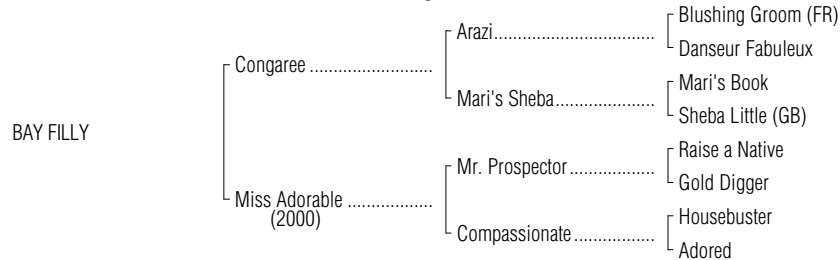 Blushing Groom (FR)
Arazi................................
Danseur Fabuleux
Congaree .........................
Mari's Book
Mari's Sheba....................
Sheba Little (GB)
BAY FILLY
Raise a Native
Mr. Prospector.................
Gold Digger
Miss Adorable .................
(2000)
Housebuster
Compassionate................
Adored